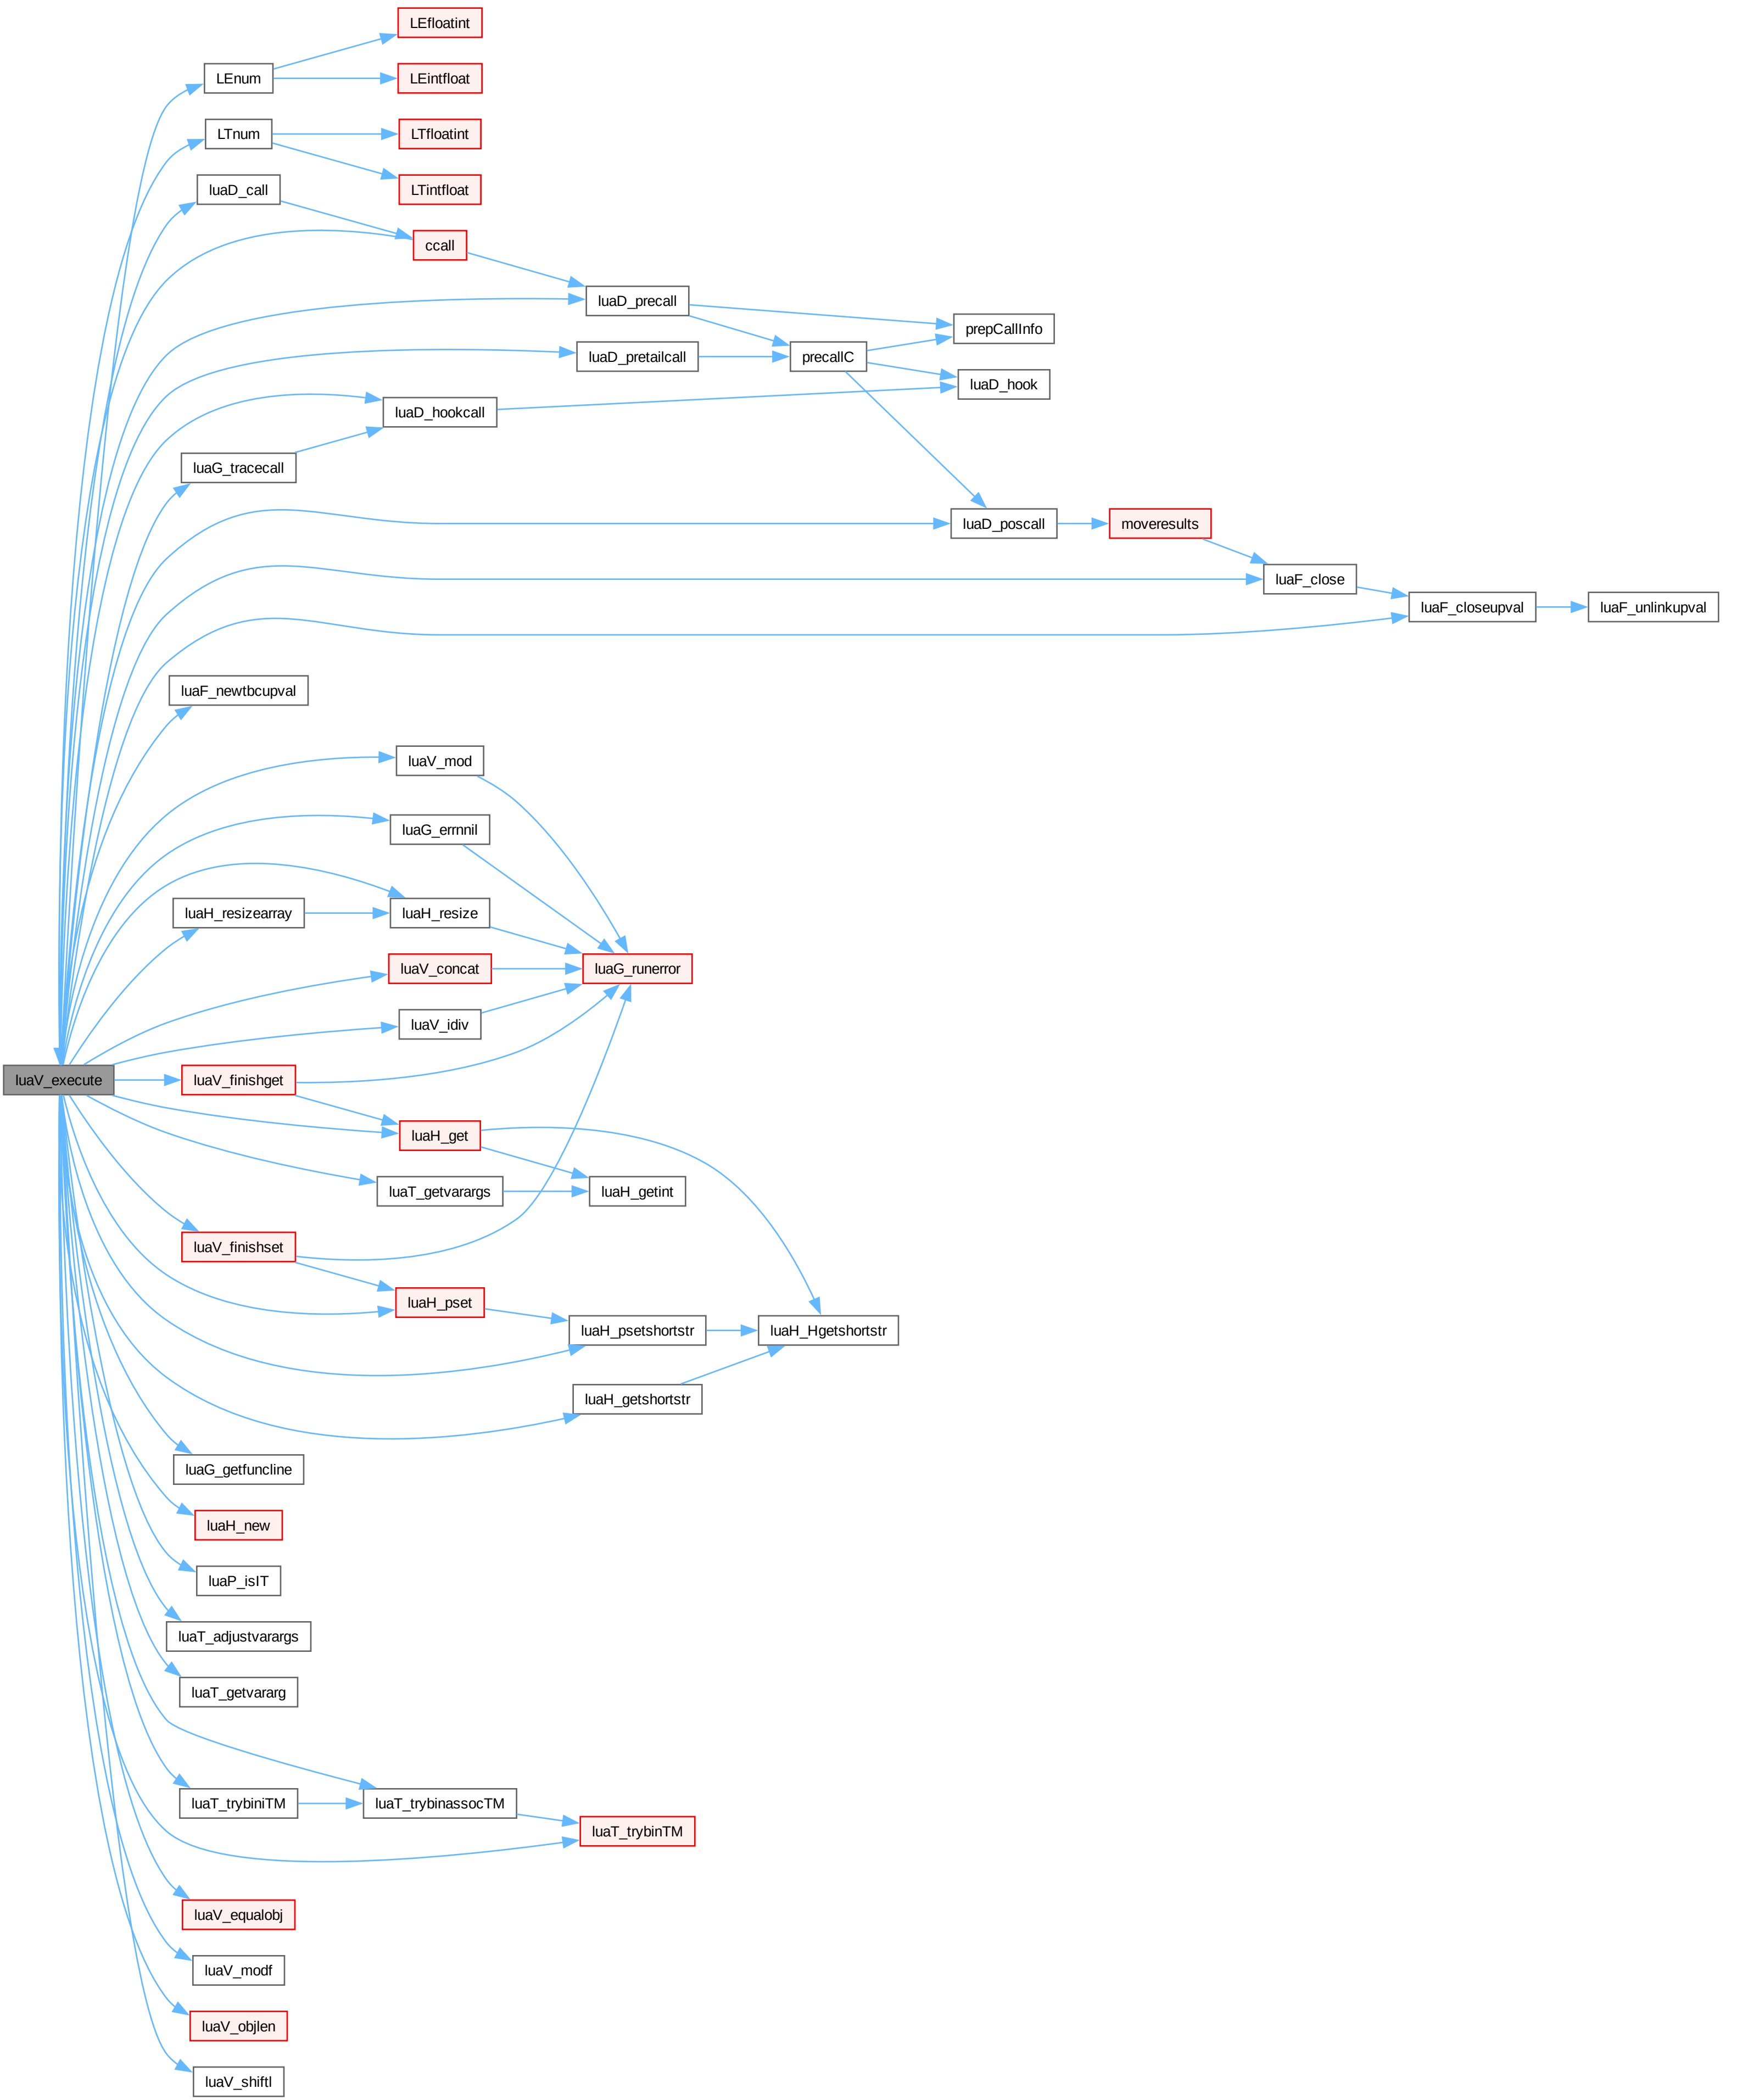 LEfloatint
LEnum
LEintfloat
LTnum
LTfloatint
luaD_call
LTintfloat
ccall
luaD_precall
prepCallInfo
luaD_pretailcall
precallC
luaD_hookcall
luaD_hook
luaG_tracecall
luaD_poscall
moveresults
luaF_close
luaF_closeupval
luaF_unlinkupval
luaF_newtbcupval
luaV_mod
luaG_errnnil
luaH_resizearray
luaH_resize
luaV_concat
luaG_runerror
luaV_idiv
luaV_execute
luaV_finishget
luaH_get
luaT_getvarargs
luaH_getint
luaV_finishset
luaH_pset
luaH_psetshortstr
luaH_Hgetshortstr
luaH_getshortstr
luaG_getfuncline
luaH_new
luaP_isIT
luaT_adjustvarargs
luaT_getvararg
luaT_trybiniTM
luaT_trybinassocTM
luaT_trybinTM
luaV_equalobj
luaV_modf
luaV_objlen
luaV_shiftl